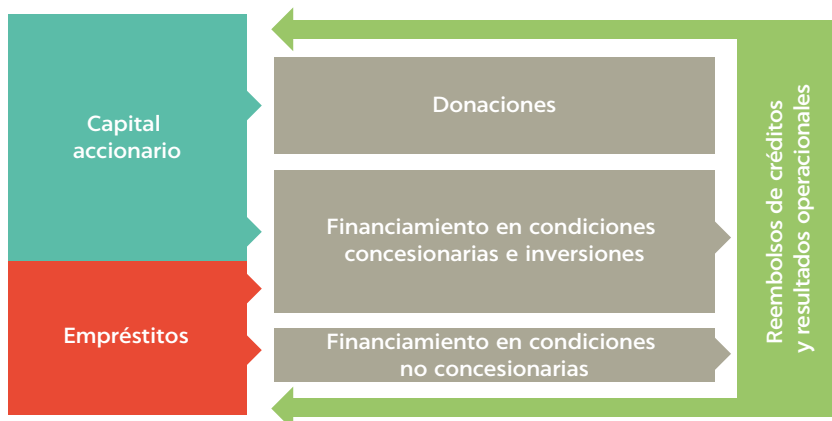 Capital
accionario
Empréstitos
Donaciones
Financiamiento en condiciones
concesionarias e inversiones
Financiamiento en condiciones
no concesionarias
Reembolsos de créditos
y resultados operacionales